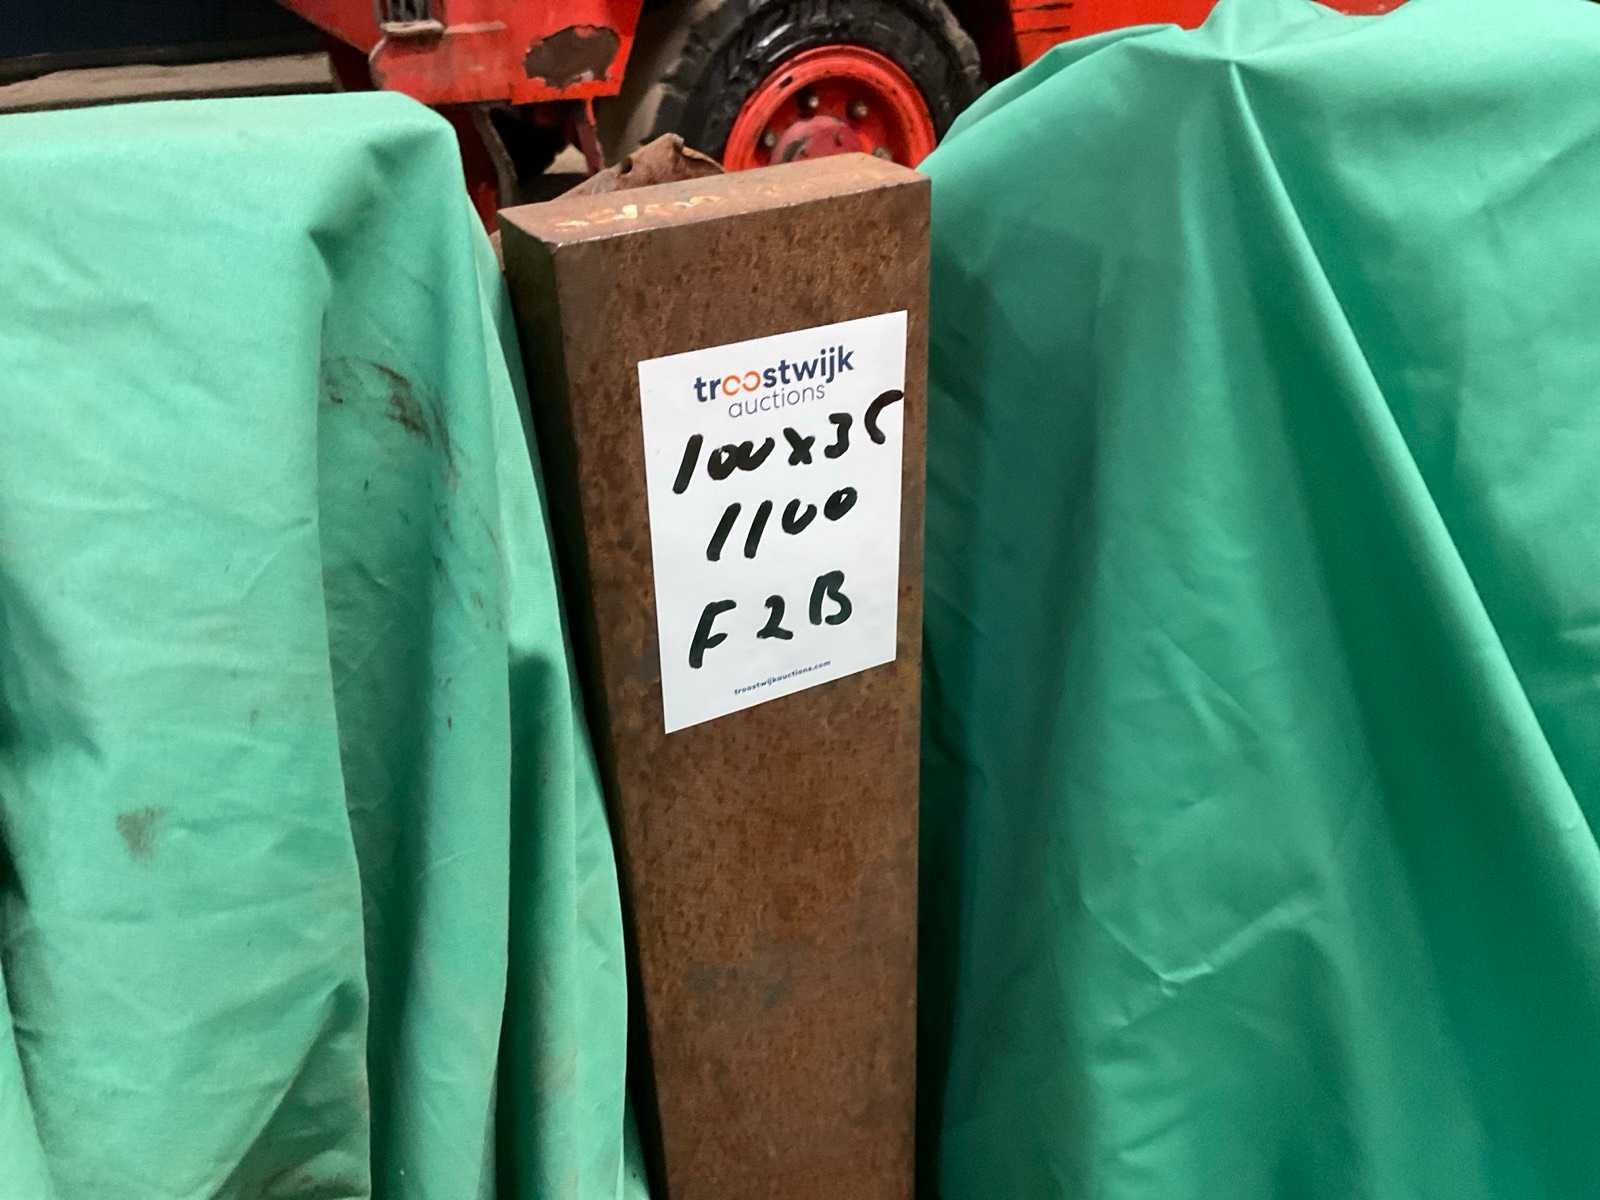 troostwijk
auctions
100x35
1100
F2B
troostwijkauctions.com